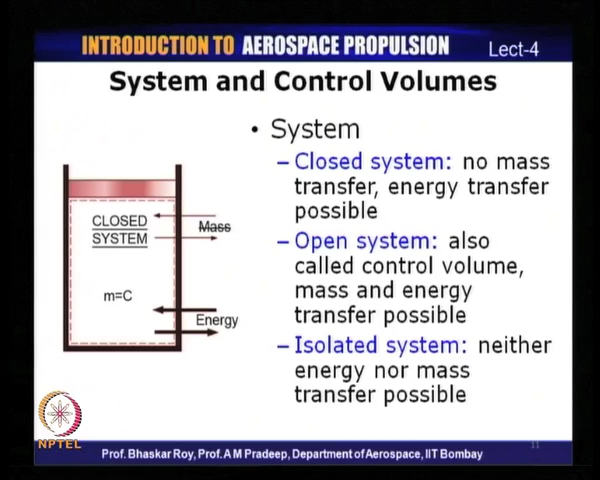 INTRODUCTION TO AEROSPACE PROPULSION
Lect-4
System and Control Volumes
• System
– Closed system: no mass
transfer, energy transfer
possible
– Open system: also
called control volume,
mass and energy
transfer possible
– Isolated system: neither
energy nor mass
transfer possible
CLOSED
SYSTEM
Mass
m=C
Energy
NPTEL
11
Prof. Bhaskar Roy, Prof. A M Pradeep, Department of Aerospace, IIT Bombay